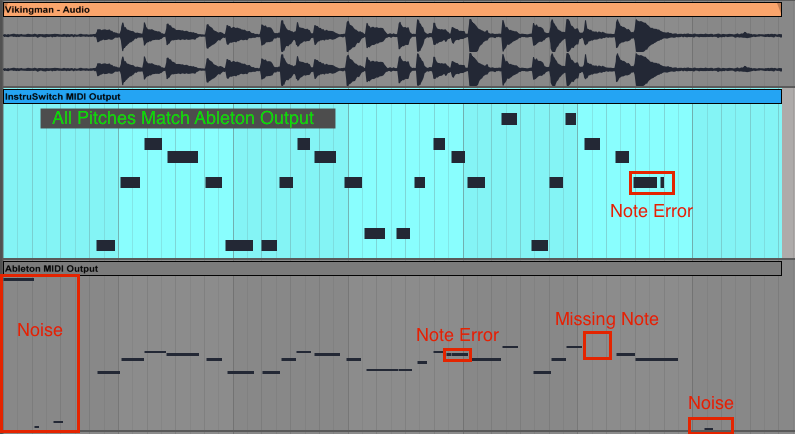 Vikingman - Audio
InstruSwitch MIDI Output
All Pitches Match Ableton Output
Note Error
Ableton MIDI Output
Noise
Note Error
Missing Note
Noise